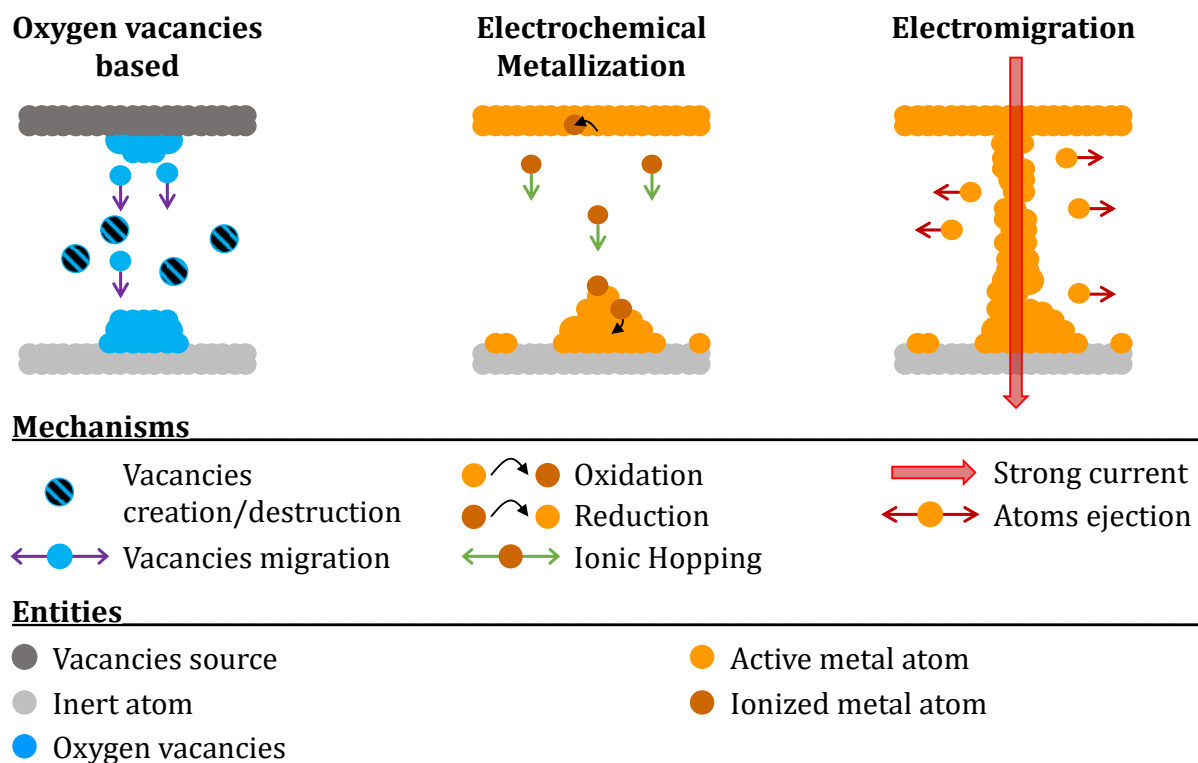 Oxygen vacancies
based
Electrochemical
Metallization
Electromigration
Mechanisms
Vacancies
creation/destruction
Vacancies migration
Oxidation
Reduction
Ionic Hopping
Strong current
Atoms ejection
Entities
Vacancies source
Inert atom
Oxygen vacancies
Active metal atom
Ionized metal atom